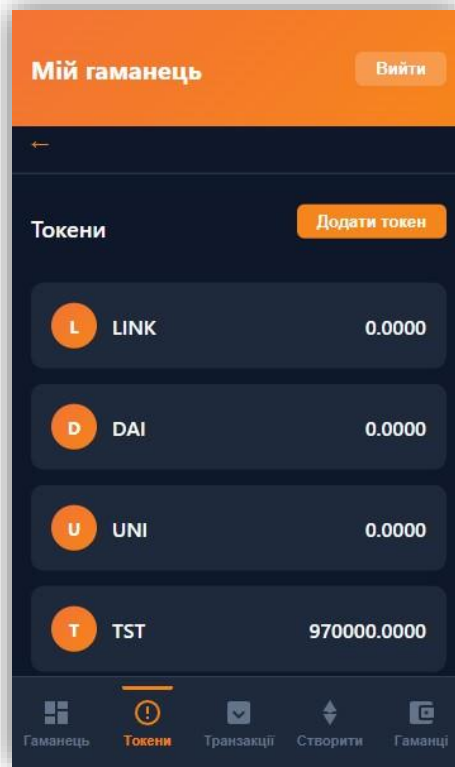 Мій гаманець
Вийти
←
Токени
Додати токен
L LINK 0.0000
D DAI 0.0000
U UNI 0.0000
T TST 970000.0000
Гаманець Токени Транзакції Створити Гаманці